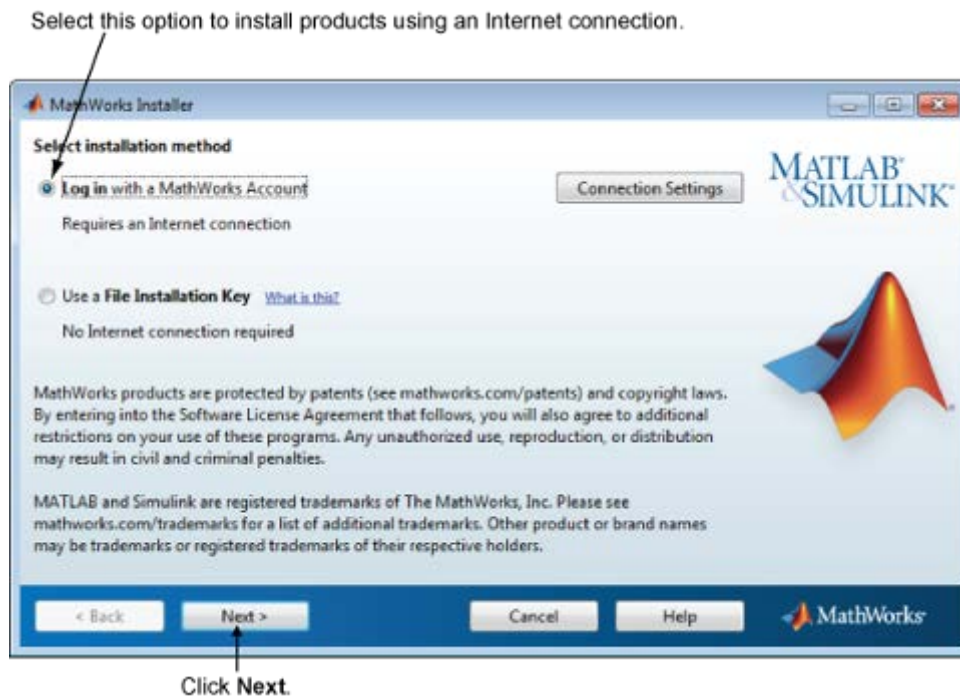 Select this option to install products using an Internet connection.
MathWorks Installer
Select installation method
Log in with a MathWorks Account
Connection Settings
Requires an Internet connection
MATLAB®
&SIMULINK®
Use a File Installation Key What is this?
No Internet connection required
MathWorks products are protected by patents (see mathworks.com/patents) and copyright laws.
By entering into the Software License Agreement that follows, you will also agree to additional
restrictions on your use of these programs. Any unauthorized use, reproduction, or distribution
may result in civil and criminal penalties.
MATLAB and Simulink are registered trademarks of The MathWorks, Inc. Please see
mathworks.com/trademarks for a list of additional trademarks. Other product or brand names
may be trademarks or registered trademarks of their respective holders.
< Back
Next >
Cancel
Help
MathWorks®
Click Next.